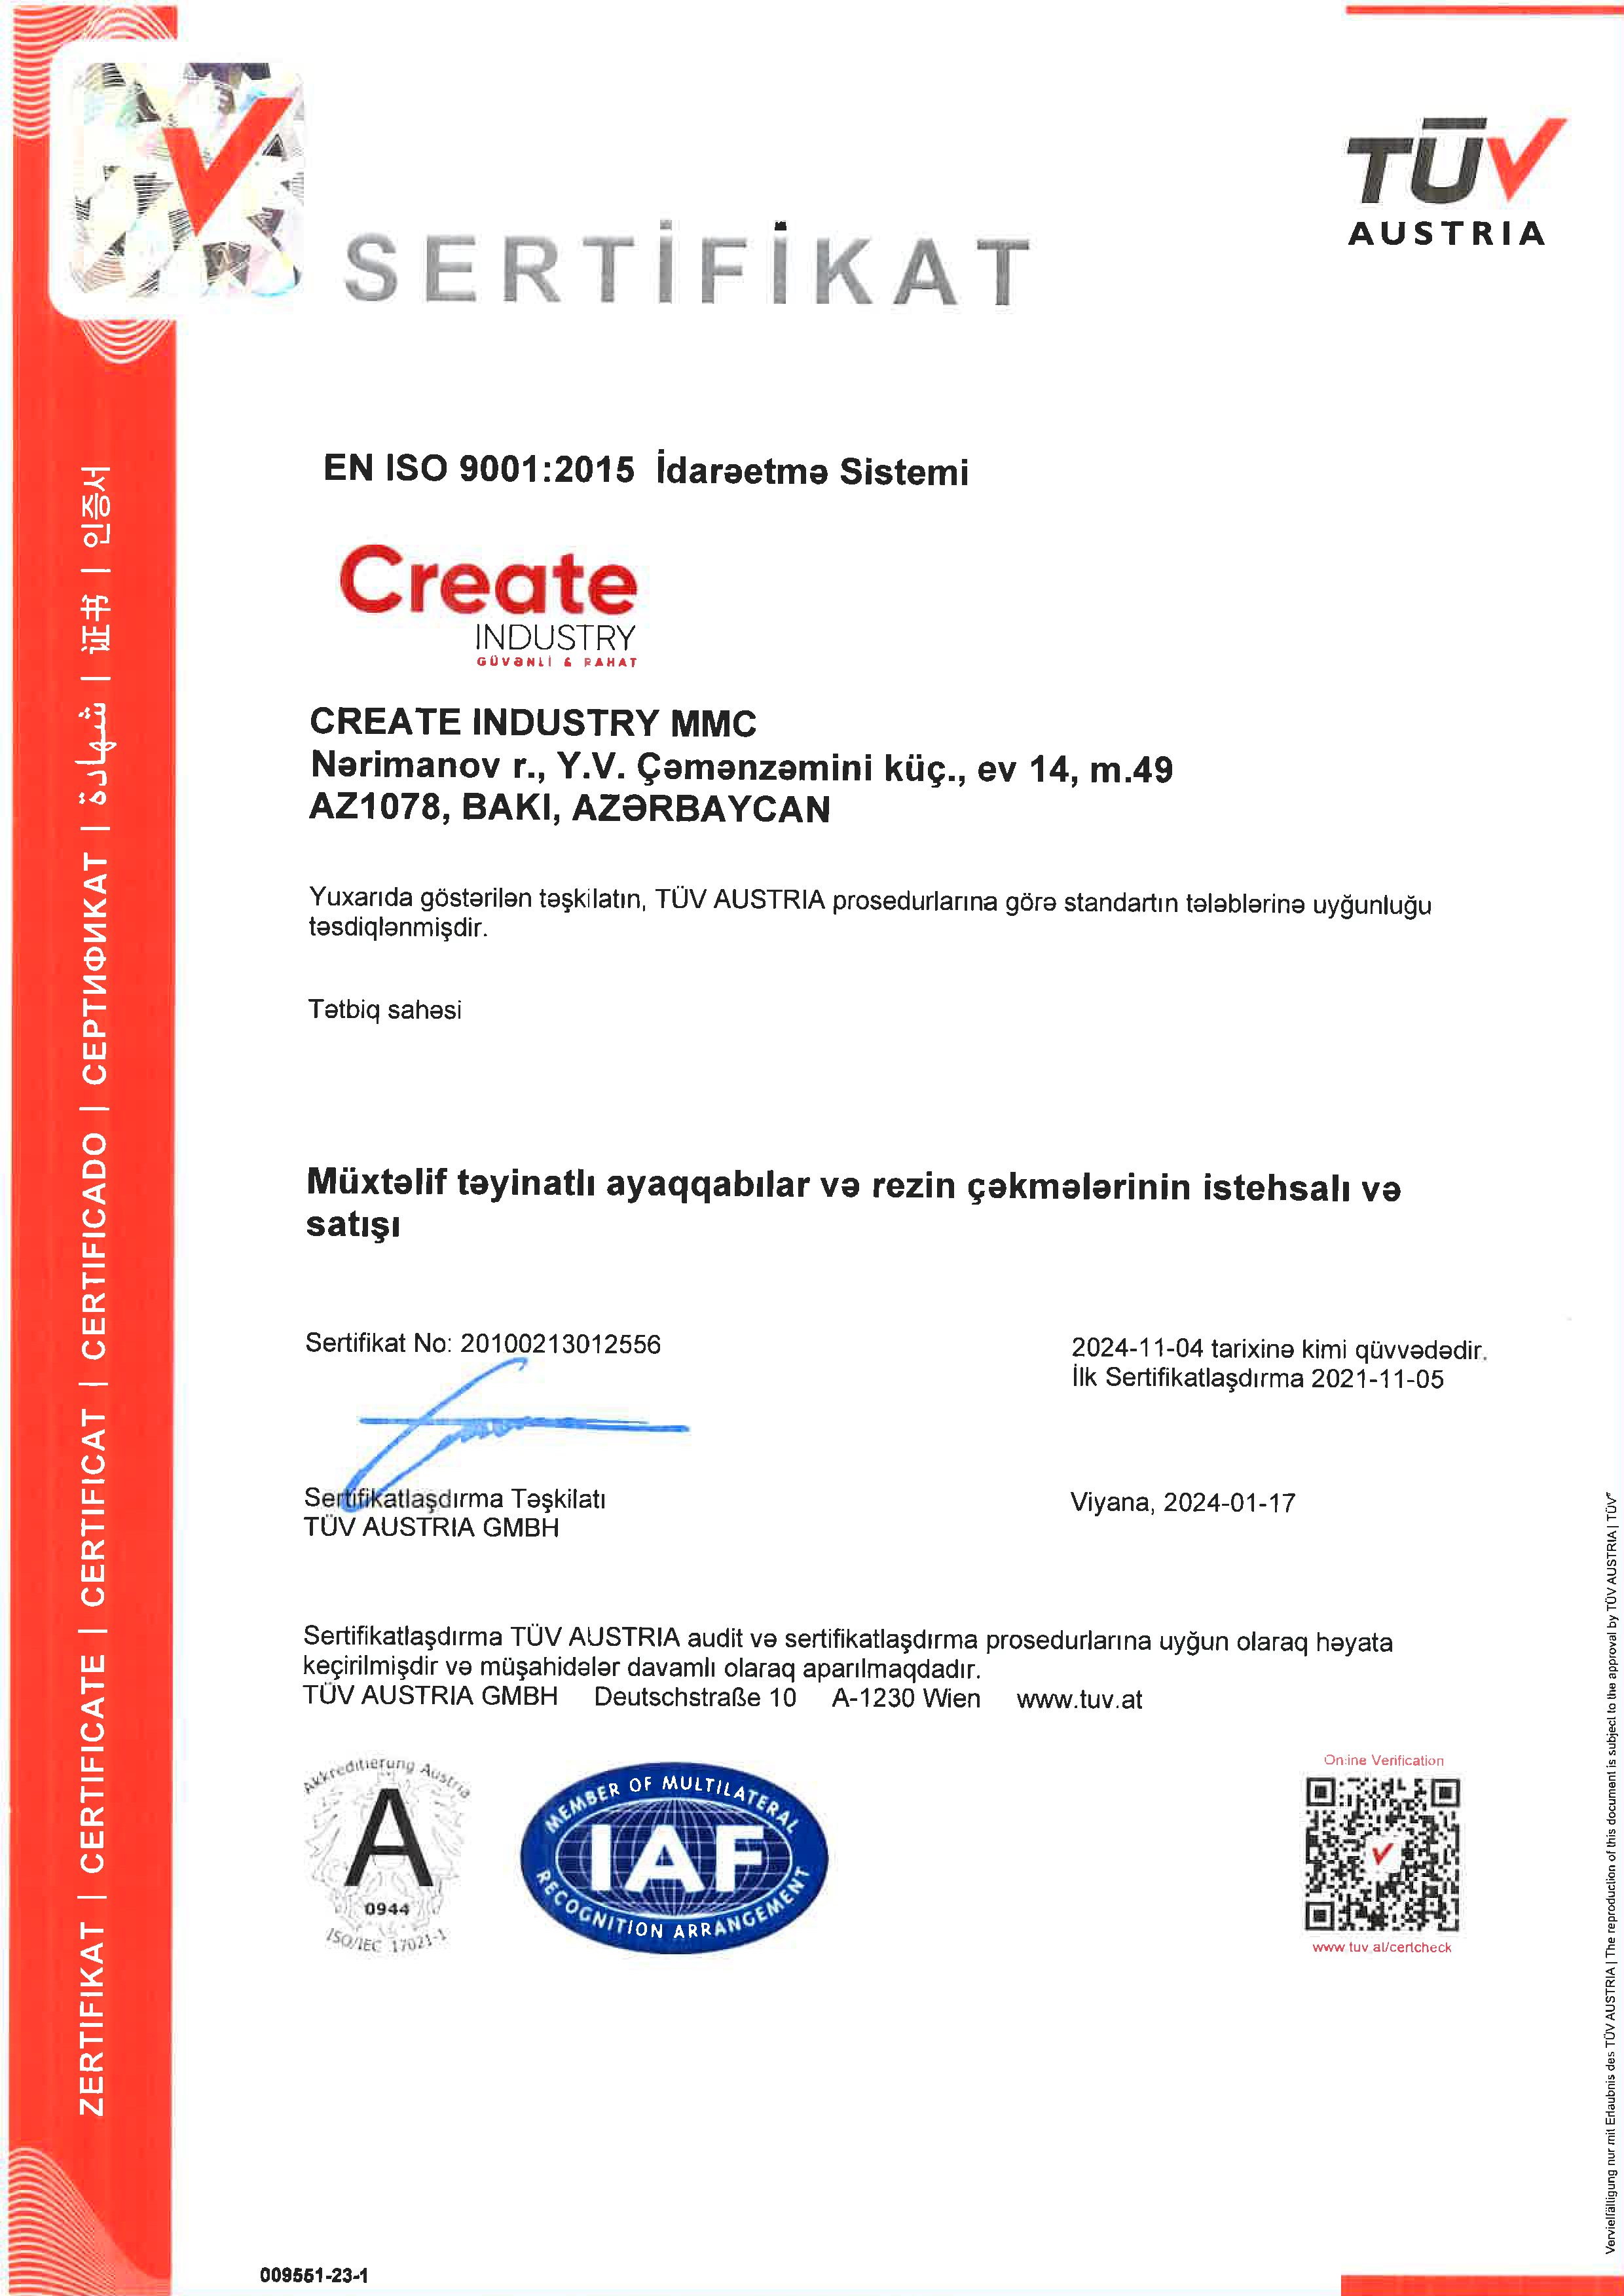 TÜV
AUSTRIA
SERTİFİKAT
EN ISO 9001:2015 İdarəetmə Sistemi
Create
INDUSTRY
GÜVƏNLİ & RAHAT
CREATE INDUSTRY MMC
Nərimanov r., Y.V. Çəmənzəmini küç., ev 14, m.49
AZ1078, BAKI, AZƏRBAYCAN
Yuxarıda göstərilən təşkilatın, TÜV AUSTRIA prosedurlarına görə standartın tələblərinə uyğunluğu
təsdiqlənmişdir.
Tətbiq sahəsi
Müxtəlif təyinatlı ayaqqabılar və rezin çəkmələrinin istehsalı və
satışı
Sertifikat No: 20100213012556
2024-11-04 tarixinə kimi qüvvədədir.
İlk Sertifikatlaşdırma 2021-11-05
Sertifikatlaşdırma Təşkilatı
TÜV AUSTRIA GMBH
Viyana, 2024-01-17
Sertifikatlaşdırma TÜV AUSTRIA audit və sertifikatlaşdırma prosedurlarına uyğun olaraq həyata
keçirilmişdir və müşahidələr davamlı olaraq aparılmaqdadır.
TÜV AUSTRIA GMBH Deutschstraße 10 A-1230 Wien www.tuv.at
Akkreditierung Austria
A
0944
ISO/IEC 17021-1
MEMBER OF MULTILATERAL
IAF
RECOGNITION ARRANGEMENT
Online Verification
www.tuv.at/certcheck
009551-23-1
ZERTIFIKAT | CERTIFICATE | CERTIFICAT | CERTIFICADO | СЕРТИФИКАТ | شهادة | 证书 | 인증서
Vervielfältigung nur mit Erlaubnis des TÜV AUSTRIA | The reproduction of this document is subject to the approval by TÜV AUSTRIA | TÜV®